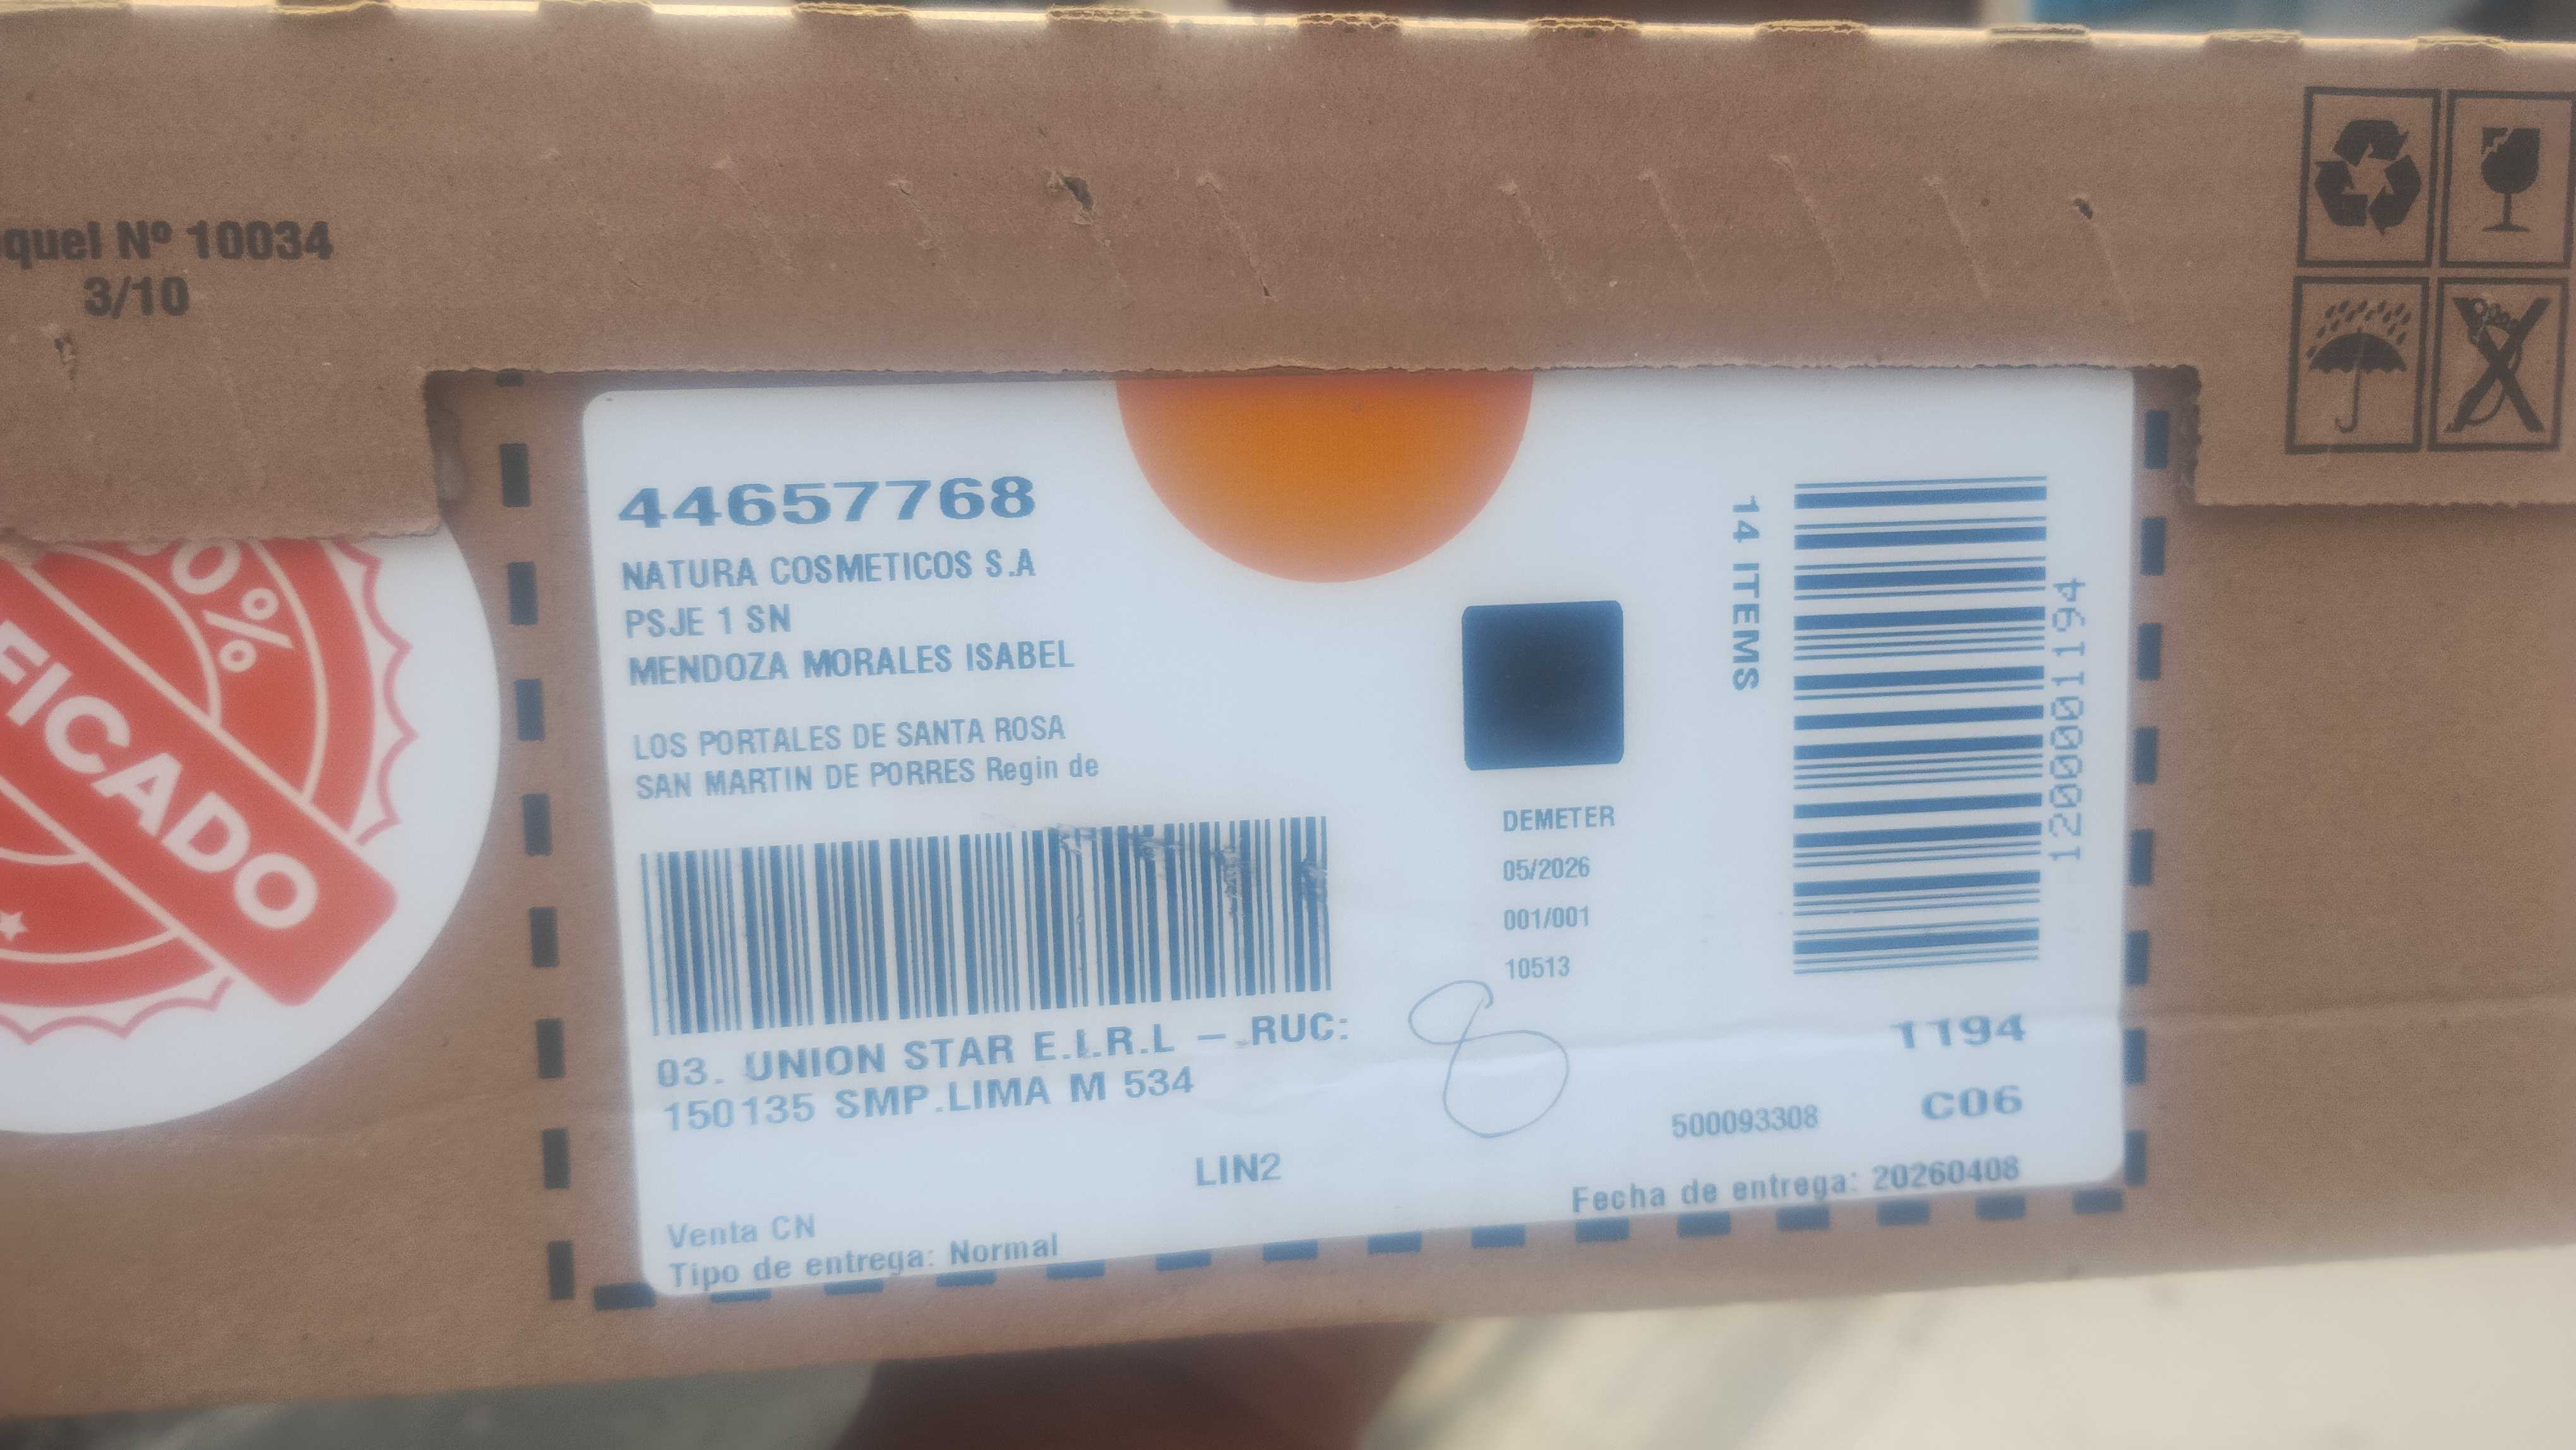 quel Nº 10034
3/10
0%
FICADO
44657768
NATURA COSMETICOS S.A
PSJE 1 SN
MENDOZA MORALES ISABEL
LOS PORTALES DE SANTA ROSA
SAN MARTIN DE PORRES Regin de
03. UNION STAR E.I.R.L – RUC:
150135 SMP.LIMA M 534
LIN2
Venta CN
Tipo de entrega: Normal
DEMETER
05/2026
001/001
10513
8
14 ITEMS
1200001194
1194
C06
500093308
Fecha de entrega: 20260408